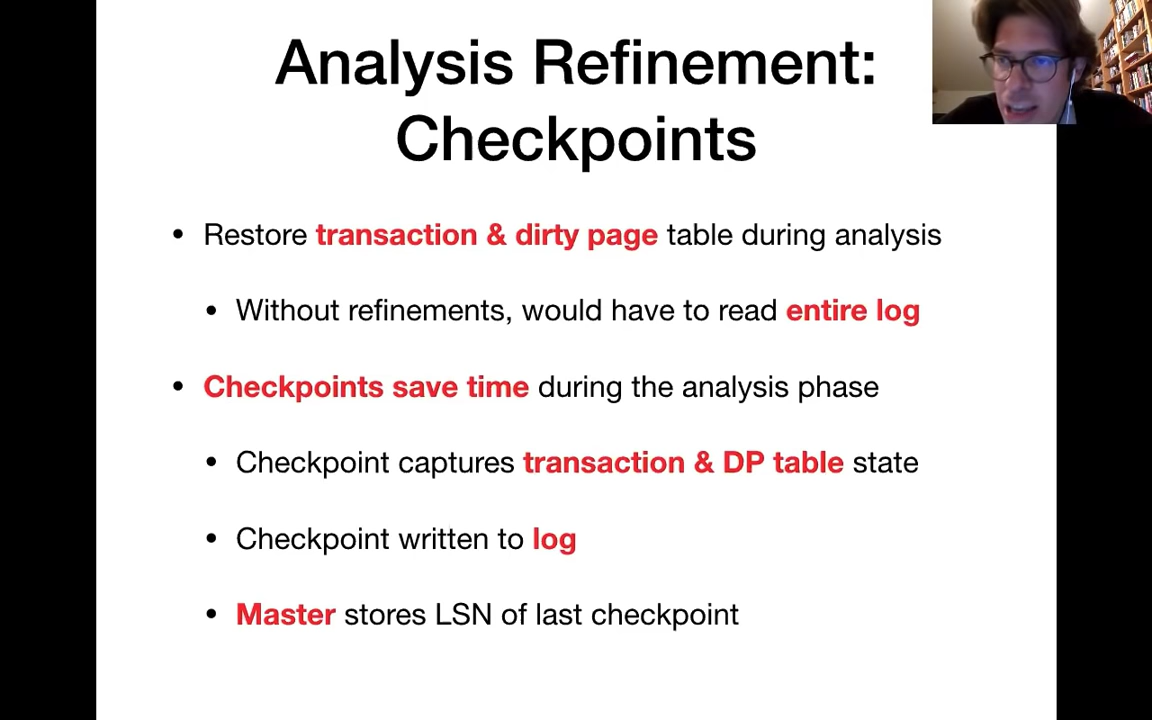 Analysis Refinement:
Checkpoints
• Restore transaction & dirty page table during analysis
• Without refinements, would have to read entire log
• Checkpoints save time during the analysis phase
• Checkpoint captures transaction & DP table state
• Checkpoint written to log
• Master stores LSN of last checkpoint